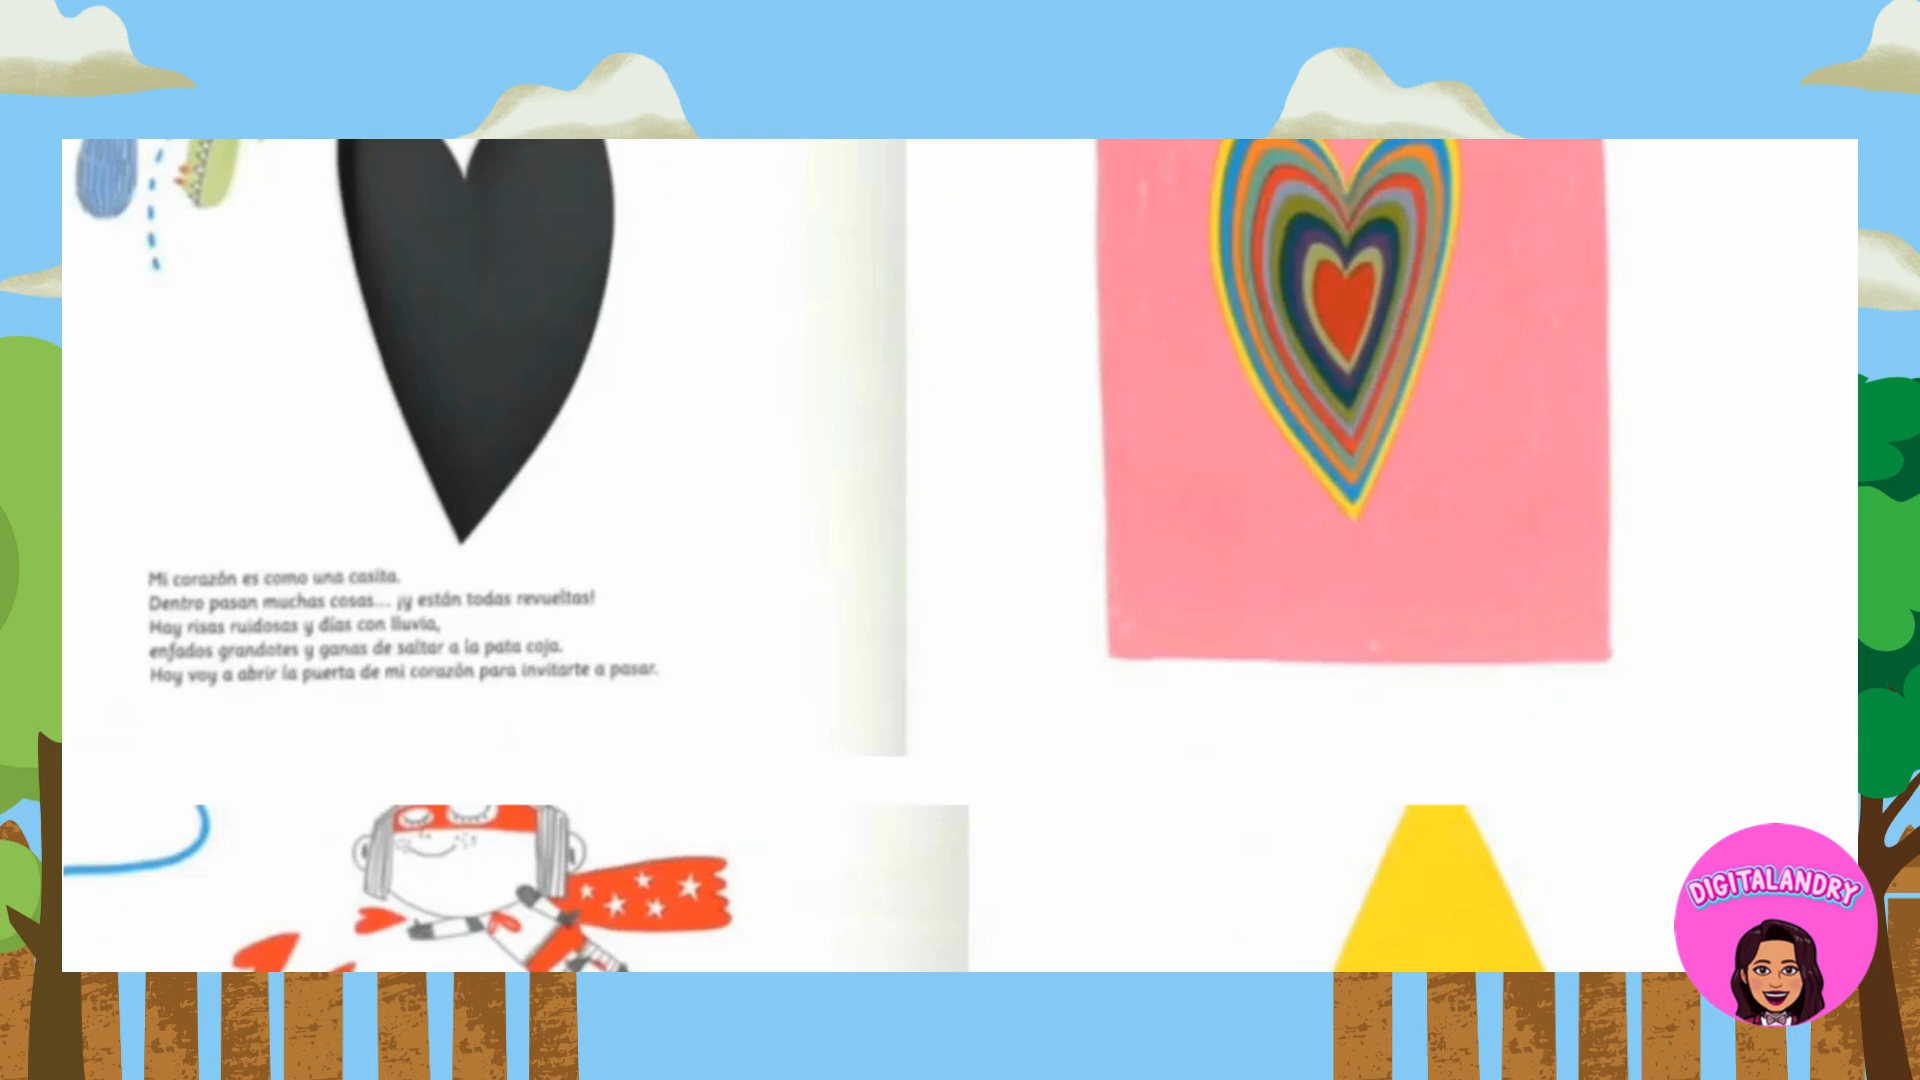 Mi corazón es como una casita.
Dentro pasan muchas cosas... ¡y están todas revueltas!
Hay risas ruidosas y días con lluvia,
enfados grandotes y ganas de saltar a la pata coja.
Hoy voy a abrir la puerta de mi corazón para invitarte a pasar.
DIGITALANDRY